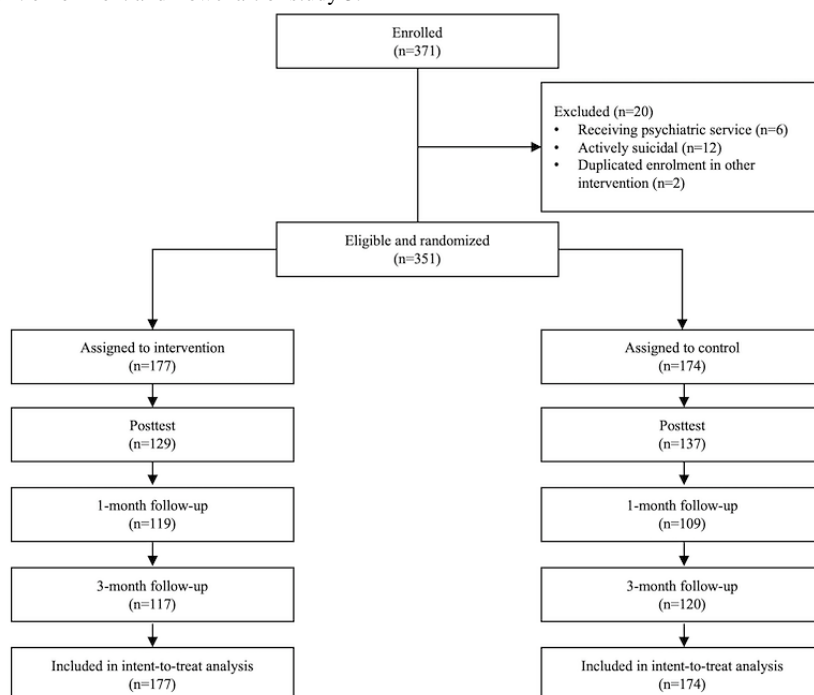 Enrolled
(n=371)
Excluded (n=20)
• Receiving psychiatric service (n=6)
• Actively suicidal (n=12)
• Duplicated enrolment in other
intervention (n=2)
Eligible and randomized
(n=351)
Assigned to intervention
(n=177)
Assigned to control
(n=174)
Posttest
(n=129)
Posttest
(n=137)
1-month follow-up
(n=119)
1-month follow-up
(n=109)
3-month follow-up
(n=117)
3-month follow-up
(n=120)
Included in intent-to-treat analysis
(n=177)
Included in intent-to-treat analysis
(n=174)